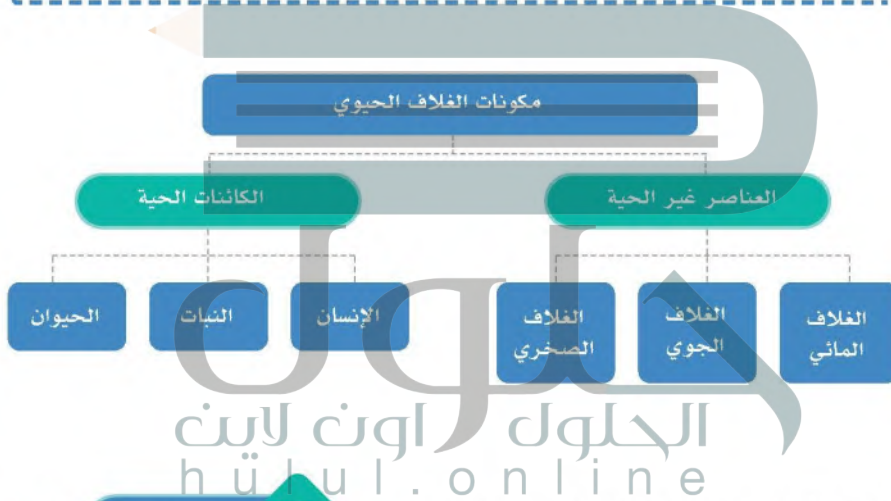 مكونات الغلاف الحيوي
العناصر غير الحية
الكائنات الحية
الغلاف المائي
الغلاف الجوي
الغلاف الصخري
الإنسان
النبات
الحيوان
حلول
الحلول اون لاين
hulul.online